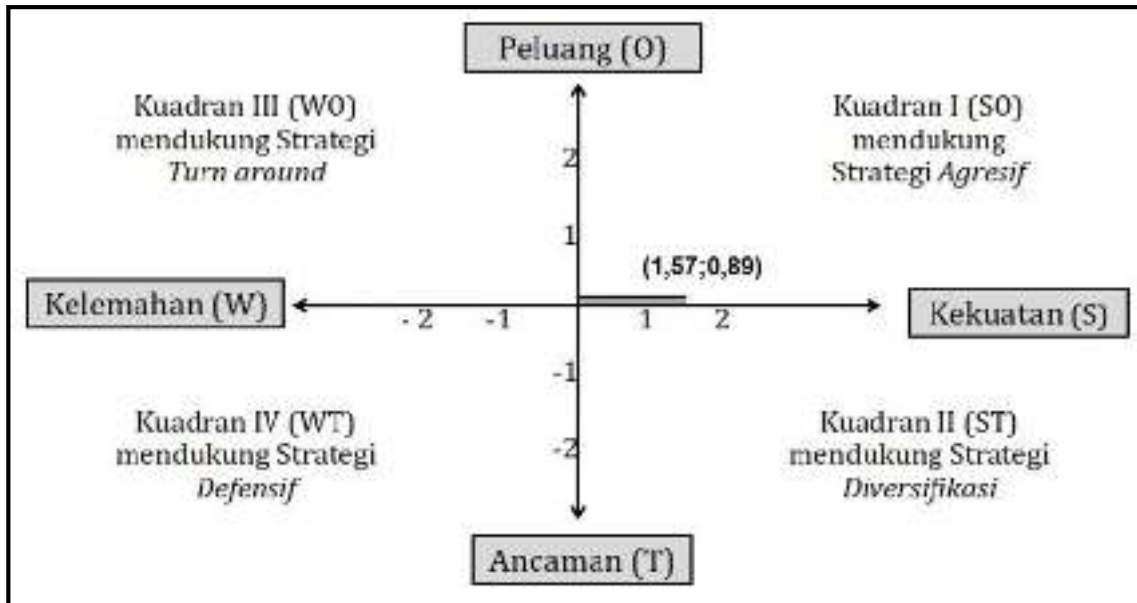 Peluang (O)
Kuadran III (WO)
mendukung Strategi
Turn around
Kuadran I (SO)
mendukung
Strategi Agresif
2
1
(1,57;0,89)
Kelemahan (W)
- 2
-1
1
2
Kekuatan (S)
-1
-2
Kuadran IV (WT)
mendukung Strategi
Defensif
Kuadran II (ST)
mendukung Strategi
Diversifikasi
Ancaman (T)